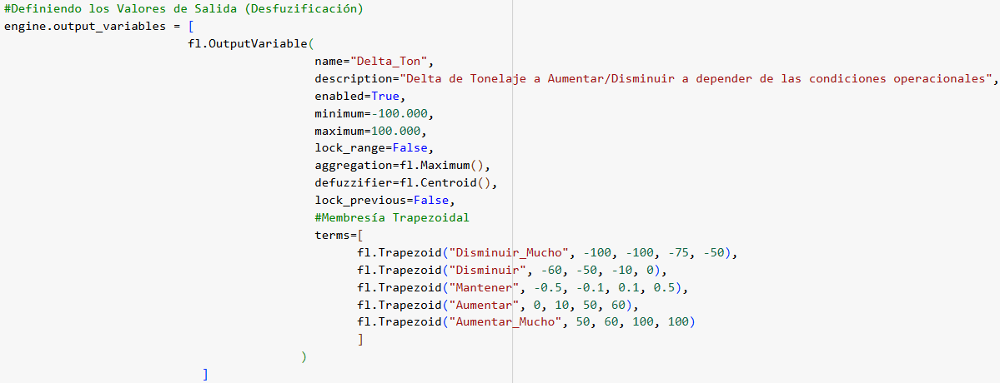 #Definiendo los Valores de Salida (Desfuzificación)
engine.output_variables = [
fl.OutputVariable(
name="Delta_Ton",
description="Delta de Tonelaje a Aumentar/Disminuir a depender de las condiciones operacionales",
enabled=True,
minimum=-100.000,
maximum=100.000,
lock_range=False,
aggregation=fl.Maximum(),
defuzzifier=fl.Centroid(),
lock_previous=False,
#Membresía Trapezoidal
terms=[
fl.Trapezoid("Disminuir_Mucho", -100, -100, -75, -50),
fl.Trapezoid("Disminuir", -60, -50, -10, 0),
fl.Trapezoid("Mantener", -0.5, -0.1, 0.1, 0.5),
fl.Trapezoid("Aumentar", 0, 10, 50, 60),
fl.Trapezoid("Aumentar_Mucho", 50, 60, 100, 100)
]
)
]